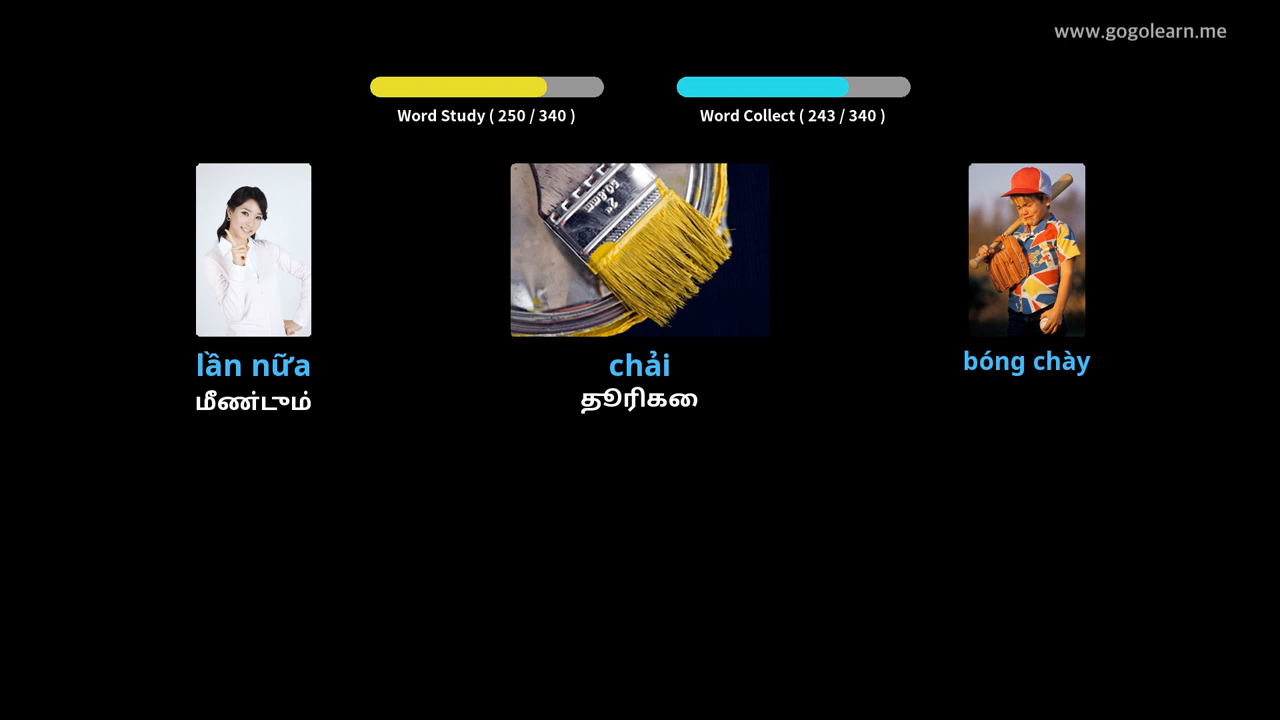 www.gogolearn.me
Word Study ( 250 / 340 )
Word Collect ( 243 / 340 )
lần nữa
மீண்டும்
chải
தூரிகை
bóng chày